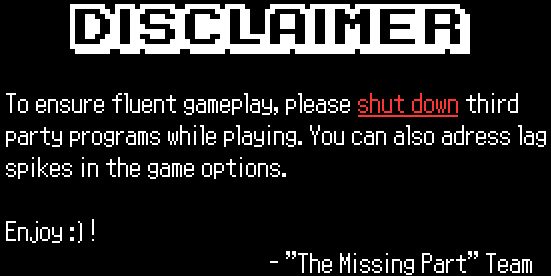 DISCLAIMER
To ensure fluent gameplay, please shut down third
party programs while playing. You can also adress lag
spikes in the game options.
Enjoy :) !
- "The Missing Part" Team